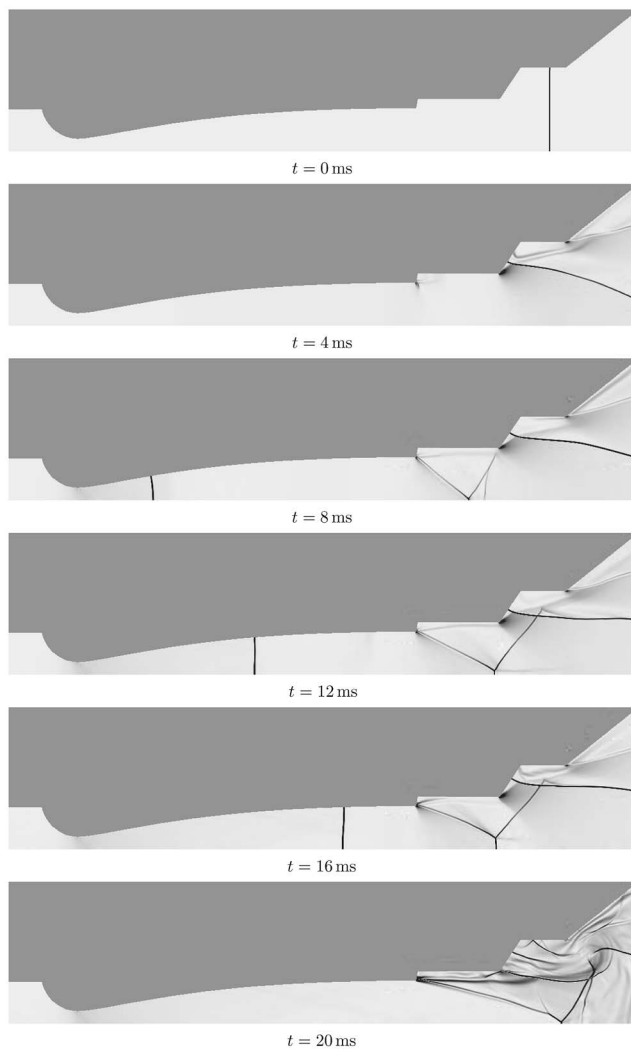 t = 0 ms
t = 4 ms
t = 8 ms
t = 12 ms
t = 16 ms
t = 20 ms